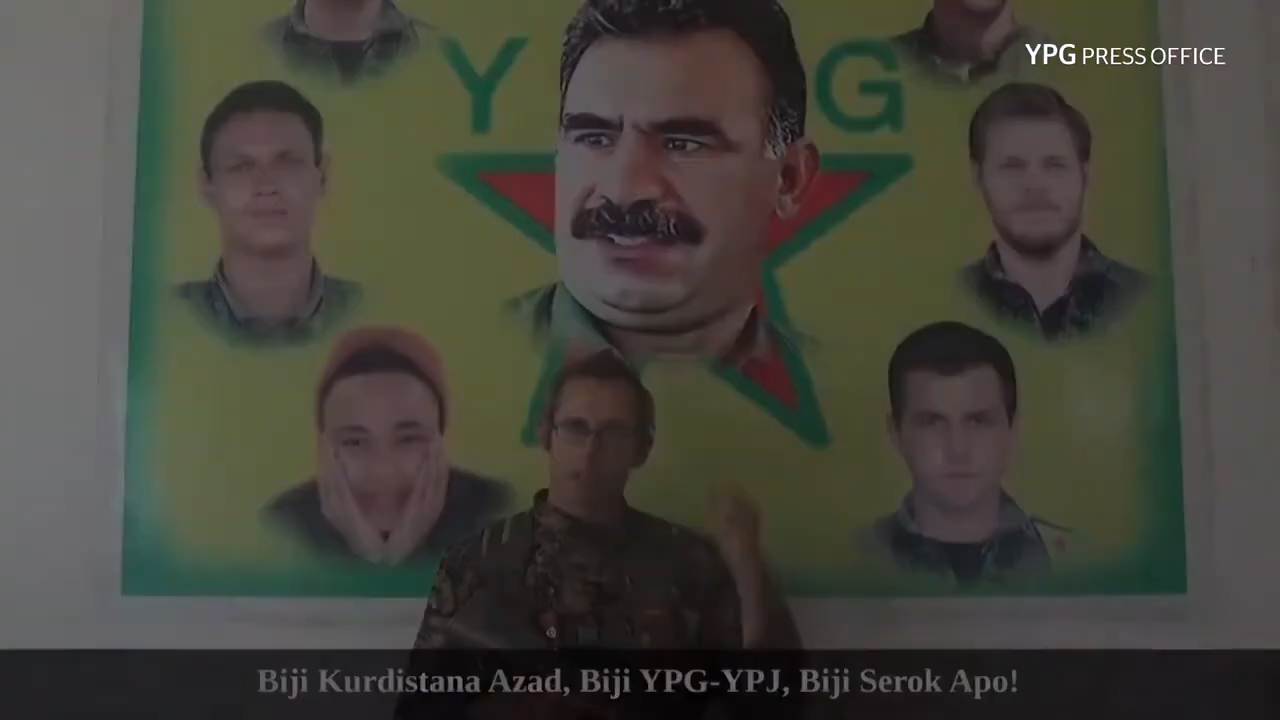 YPG PRESS OFFICE
Y G
Biji Kurdistana Azad, Biji YPG-YPJ, Biji Serok Apo!